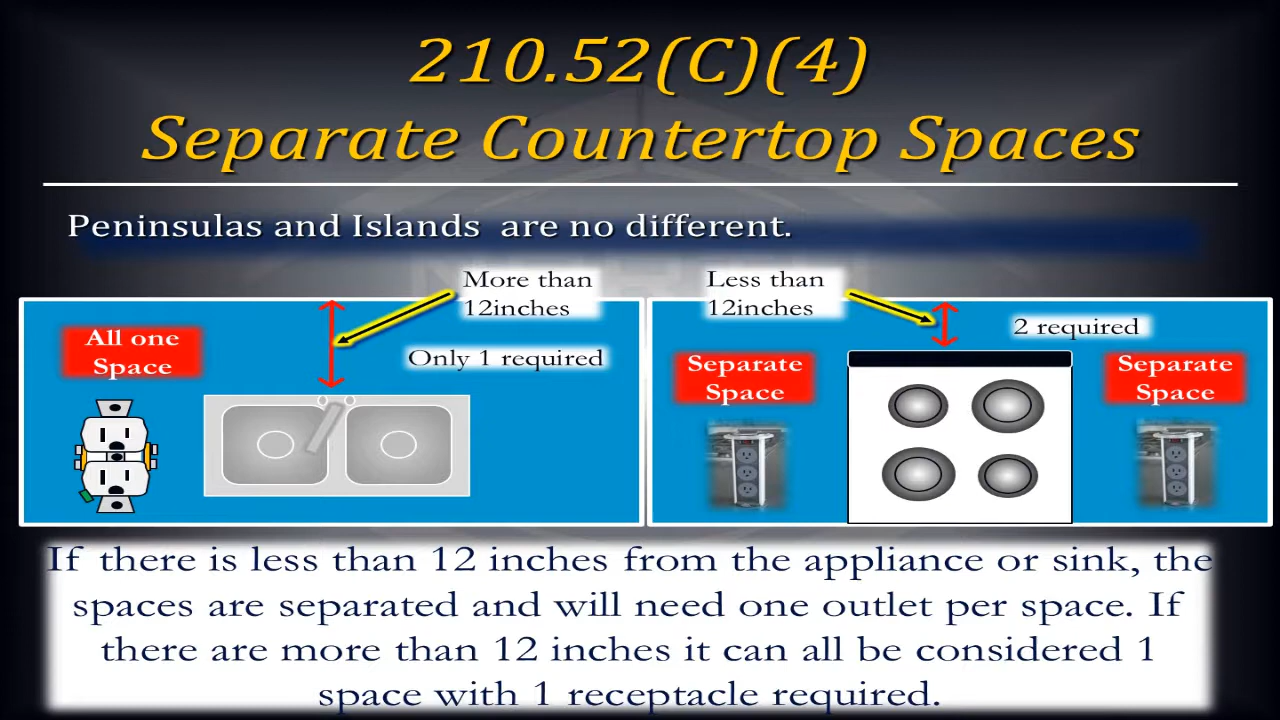 210.52(C)(4)
Separate Countertop Spaces
Peninsulas and Islands are no different.
More than
12inches
Less than
12inches
All one
Space
Only 1 required
2 required
Separate
Space
Separate
Space
If there is less than 12 inches from the appliance or sink, the
spaces are separated and will need one outlet per space. If
there are more than 12 inches it can all be considered 1
space with 1 receptacle required.